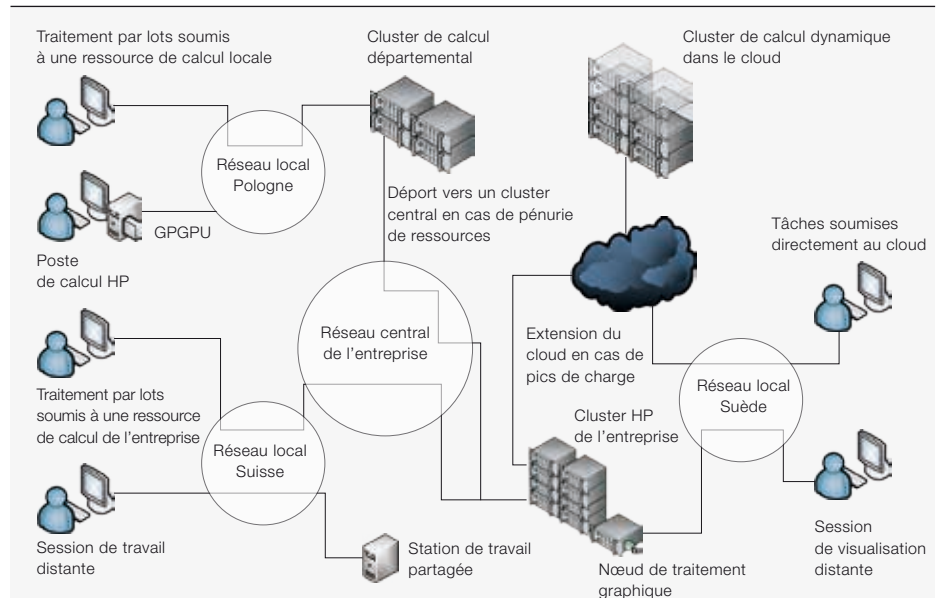 Traitement par lots soumis
à une ressource de calcul locale
Cluster de calcul
départemental
Cluster de calcul dynamique
dans le cloud
Réseau local
Pologne
GPGPU
Poste
de calcul HP
Déport vers un cluster
central en cas de pénurie
de ressources
Tâches soumises
directement au cloud
Réseau central
de l'entreprise
Extension du
cloud en cas de
pics de charge
Réseau local
Suède
Traitement par lots
soumis à une ressource
de calcul de l'entreprise
Réseau local
Suisse
Cluster HP
de l'entreprise
Session de travail
distante
Station de travail
partagée
Nœud de traitement
graphique
Session
de visualisation
distante